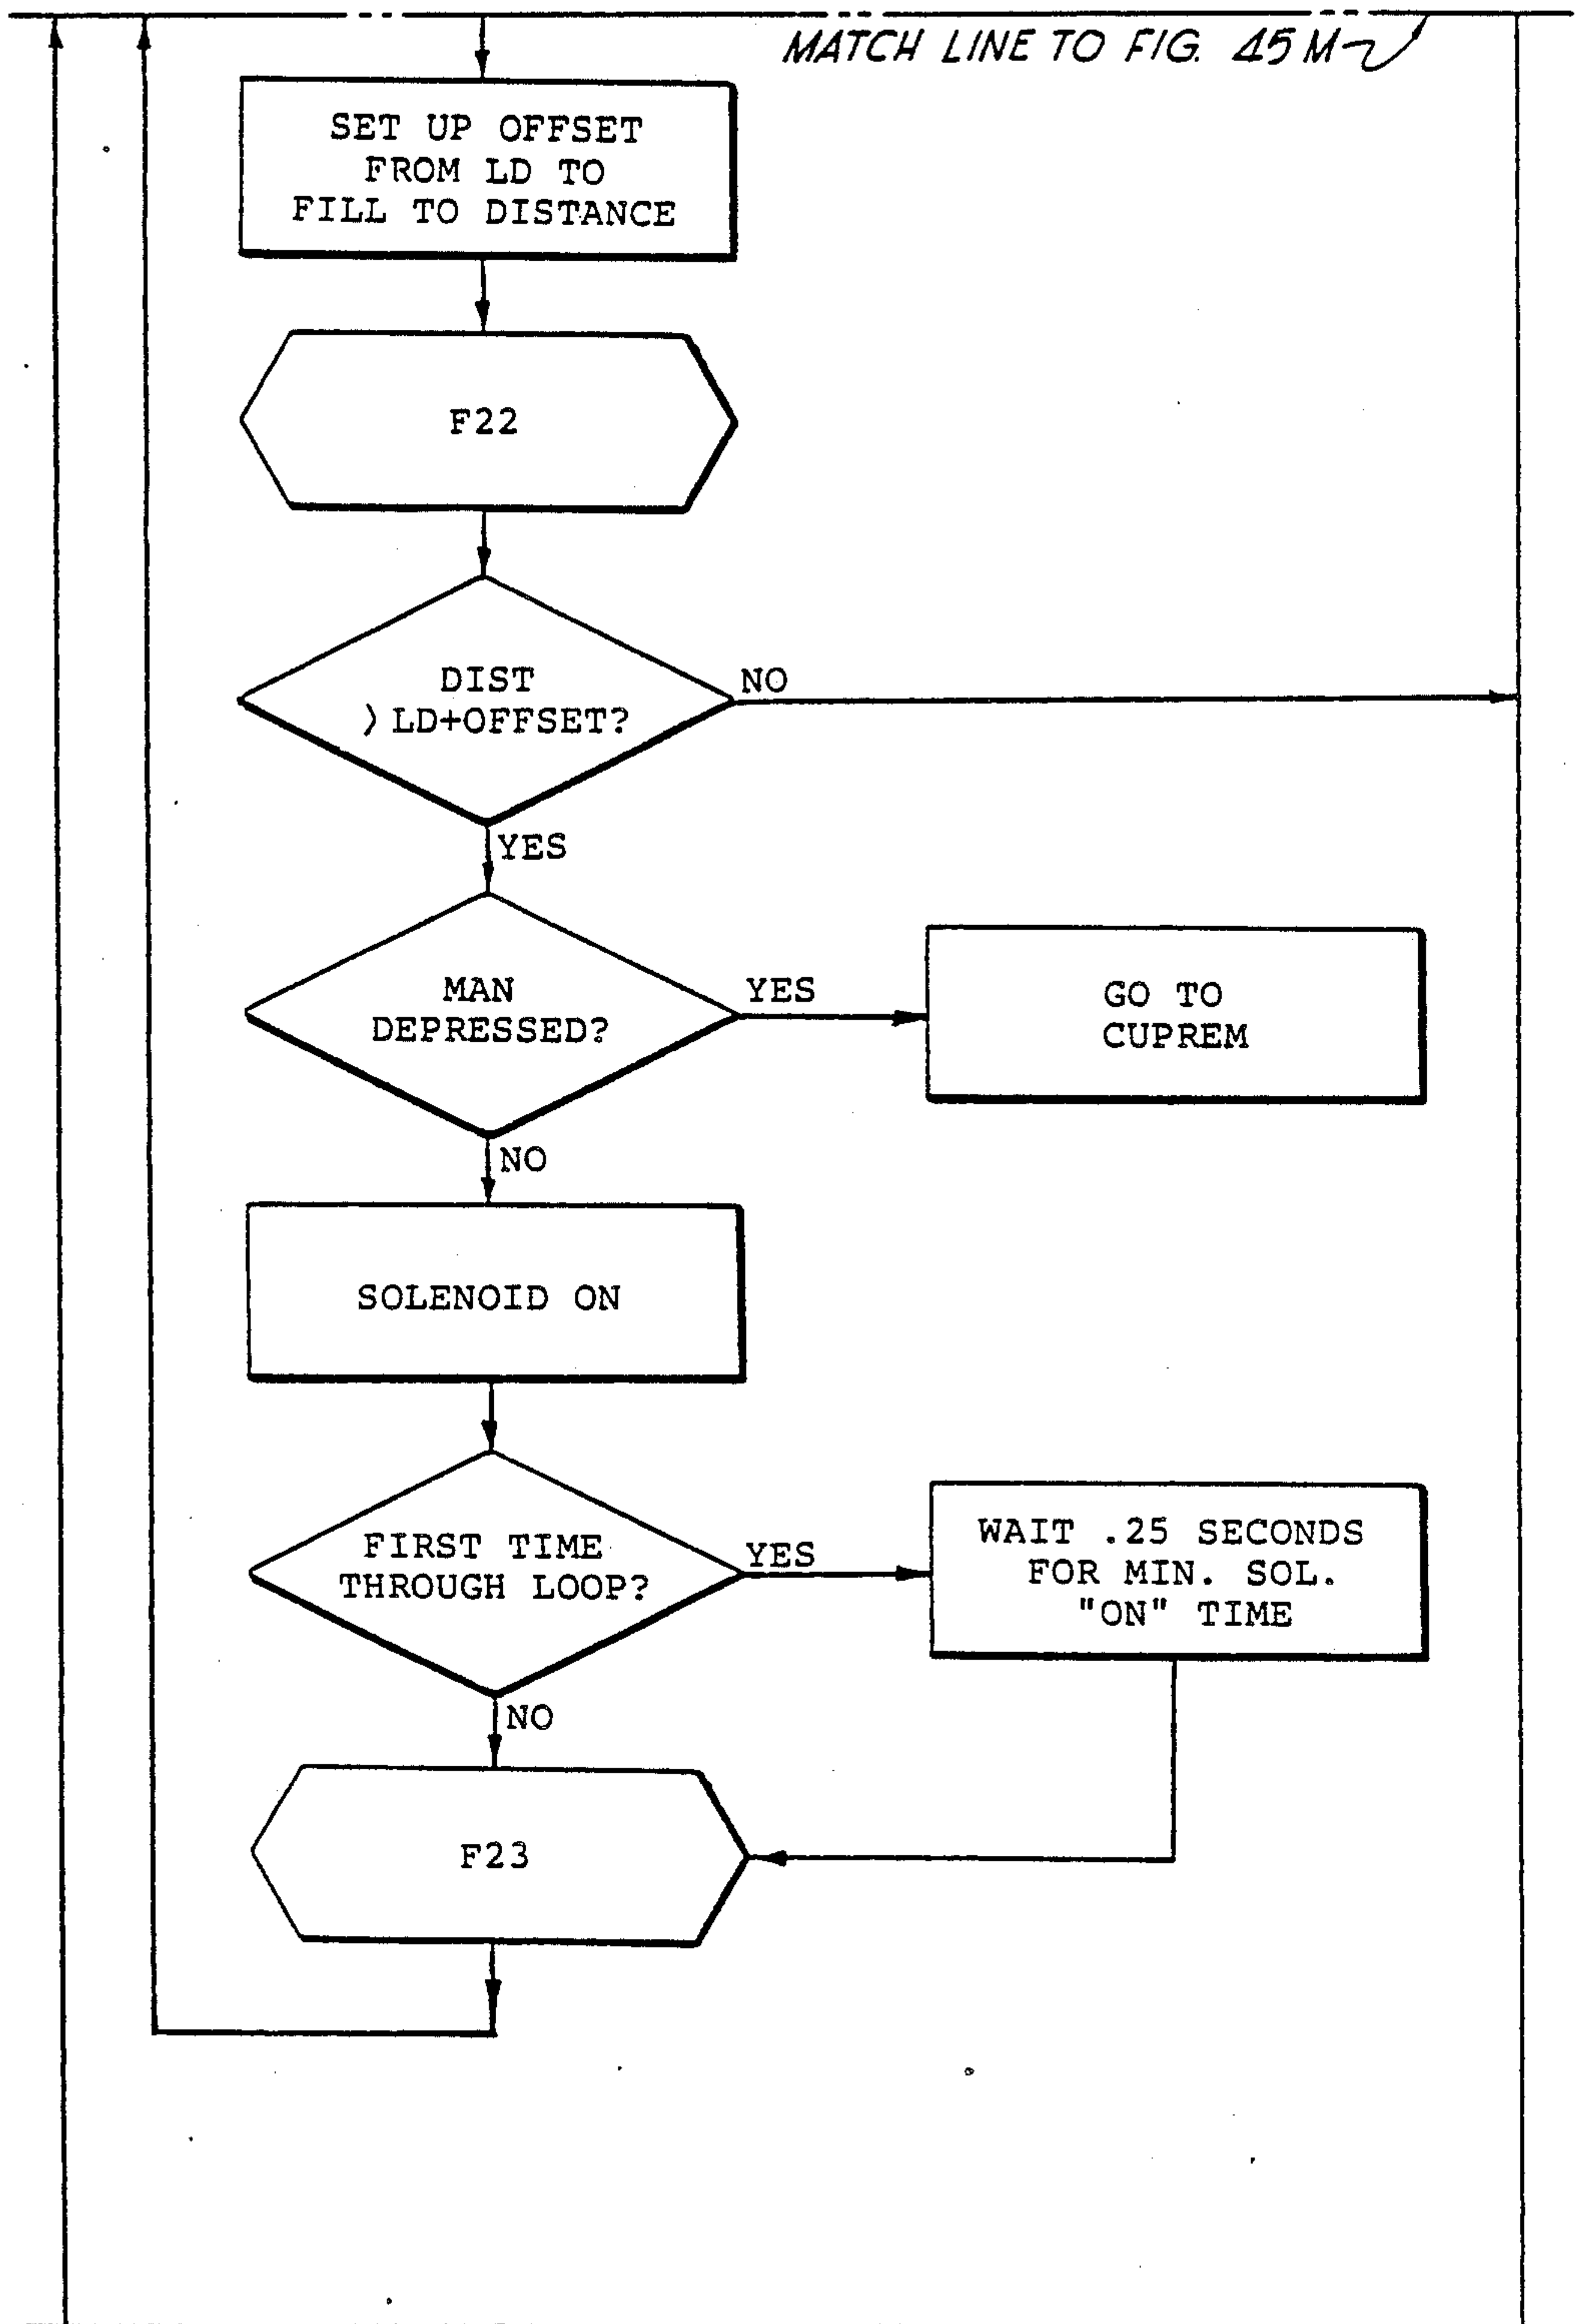 MATCH LINE TO FIG. 45M
SET UP OFFSET
FROM LD TO
FILL TO DISTANCE
F22
DIST
>LD+OFFSET?
NO
YES
MAN
DEPRESSED?
YES
GO TO
CUPREM
NO
SOLENOID ON
FIRST TIME
THROUGH LOOP?
YES
WAIT .25 SECONDS
FOR MIN. SOL.
"ON" TIME
NO
F23